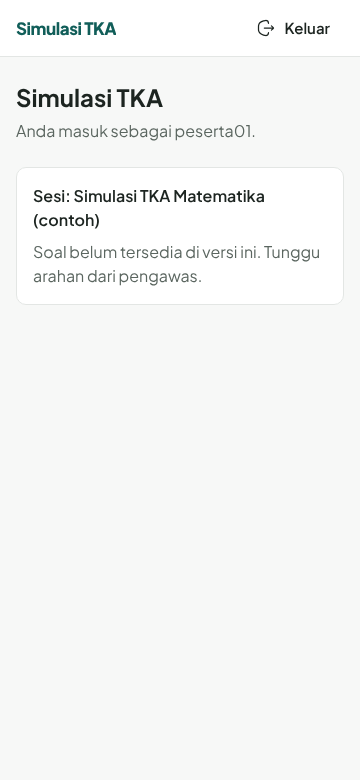 Simulasi TKA
Keluar
Simulasi TKA
Anda masuk sebagai peserta01.
Sesi: Simulasi TKA Matematika
(contoh)
Soal belum tersedia di versi ini. Tunggu
arahan dari pengawas.